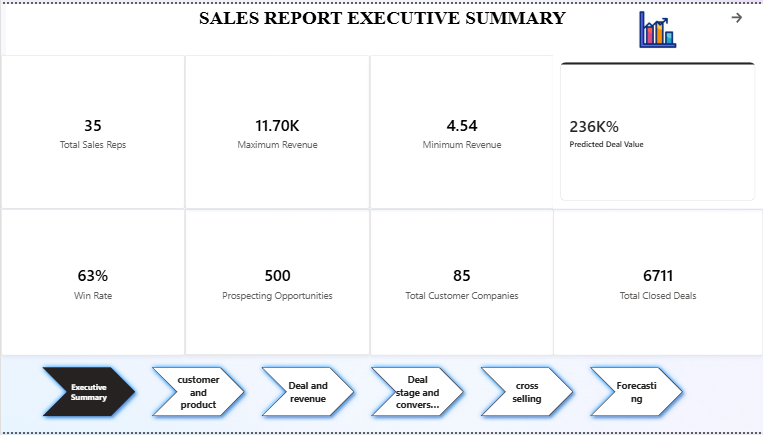 SALES REPORT EXECUTIVE SUMMARY
35
Total Sales Reps
11.70K
Maximum Revenue
4.54
Minimum Revenue
236K%
Predicted Deal Value
63%
Win Rate
500
Prospecting Opportunities
85
Total Customer Companies
6711
Total Closed Deals
Executive
Summary
customer
and
product
Deal and
revenue
Deal
stage and
convers...
cross
selling
Forecasti
ng